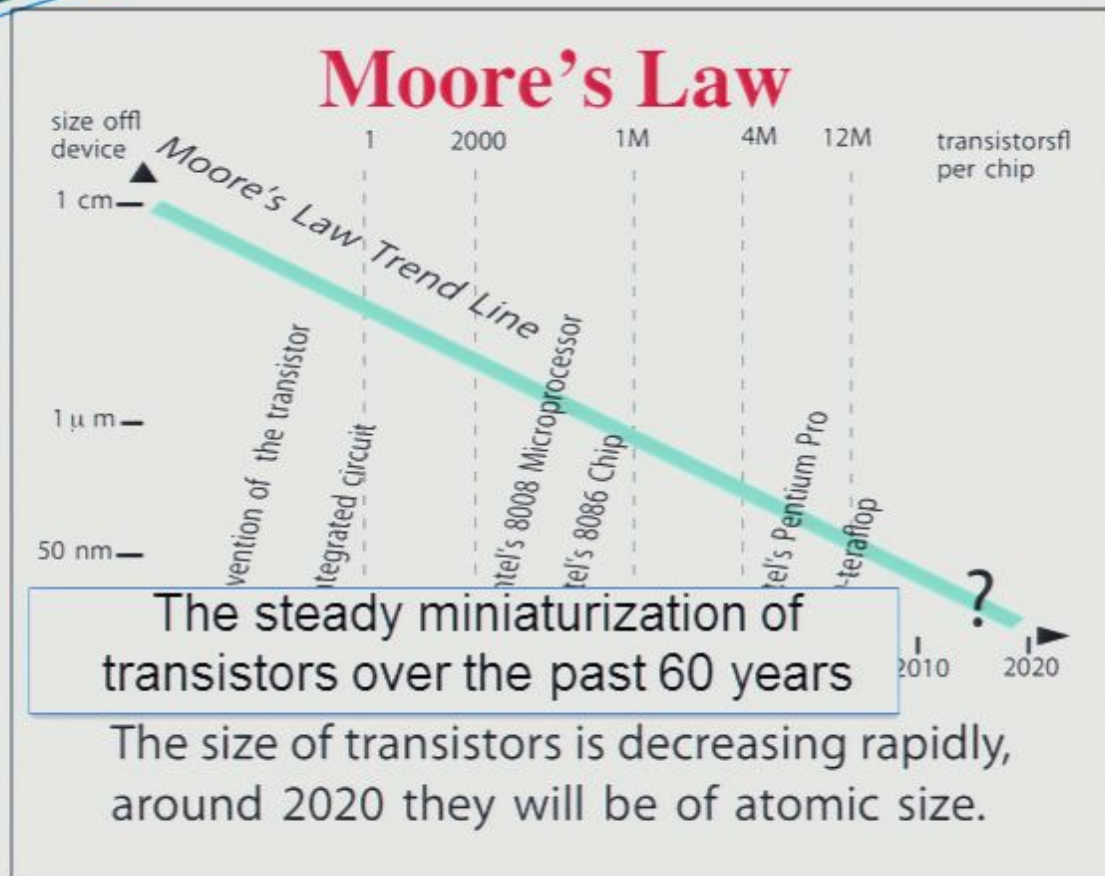 Moore's Law
size offl
device
1
2000
1M
4M
12M
transistorsfl
per chip
Moore's Law Trend Line
1 cm
1 μ m
50 nm
vention of the transistor
tegrated circuit
ntel's 8008 Microprocessor
tel's 8086 Chip
tel's Pentium Pro
-teraflop
?
The steady miniaturization of
transistors over the past 60 years
2010
2020
The size of transistors is decreasing rapidly,
around 2020 they will be of atomic size.